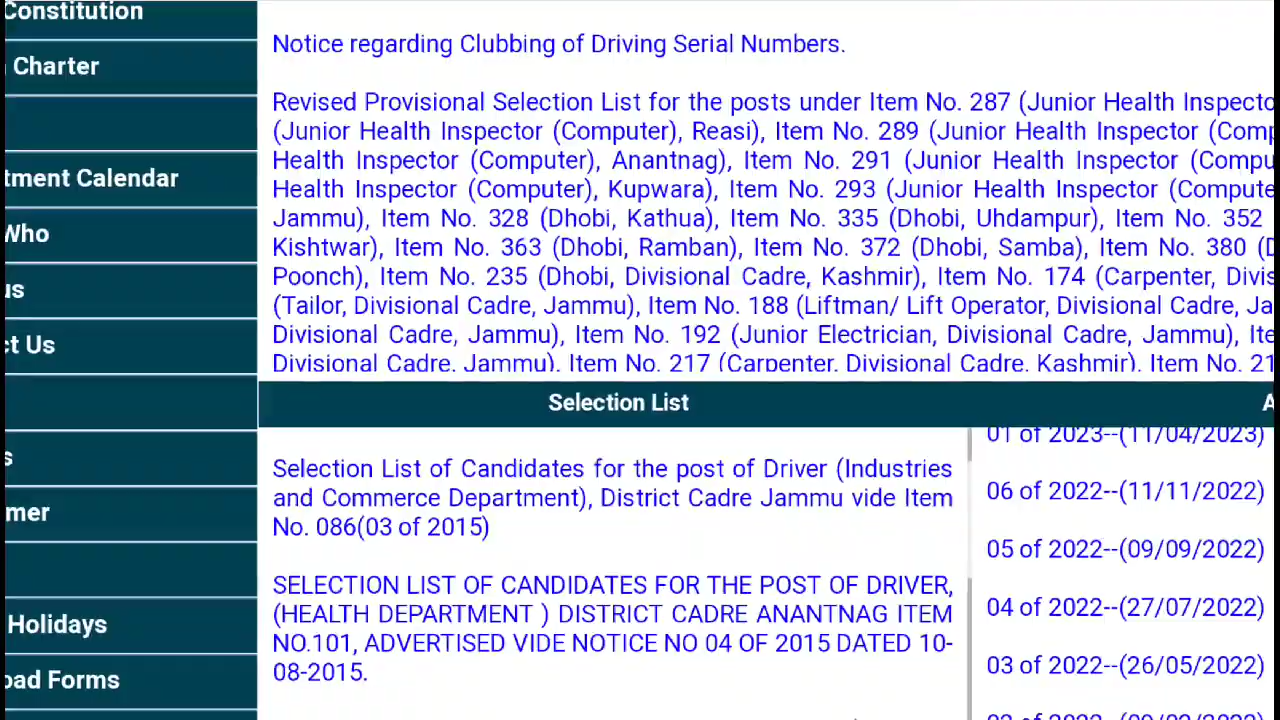 Constitution
Charter
tment Calendar
Who
us
ct Us
s
mer
Holidays
oad Forms
Notice regarding Clubbing of Driving Serial Numbers.
Revised Provisional Selection List for the posts under Item No. 287 (Junior Health Inspecto
(Junior Health Inspector (Computer), Reasi), Item No. 289 (Junior Health Inspector (Comp
Health Inspector (Computer), Anantnag), Item No. 291 (Junior Health Inspector (Compu
Health Inspector (Computer), Kupwara), Item No. 293 (Junior Health Inspector (Compute
Jammu), Item No. 328 (Dhobi, Kathua), Item No. 335 (Dhobi, Uhdampur), Item No. 352
Kishtwar), Item No. 363 (Dhobi, Ramban), Item No. 372 (Dhobi, Samba), Item No. 380 (D
Poonch), Item No. 235 (Dhobi, Divisional Cadre, Kashmir), Item No. 174 (Carpenter, Divis
(Tailor, Divisional Cadre, Jammu), Item No. 188 (Liftman/ Lift Operator, Divisional Cadre, Ja
Divisional Cadre, Jammu), Item No. 192 (Junior Electrician, Divisional Cadre, Jammu), Ite
Divisional Cadre, Jammu), Item No. 217 (Carpenter, Divisional Cadre, Kashmir), Item No. 21
Selection List
A
Selection List of Candidates for the post of Driver (Industries
and Commerce Department), District Cadre Jammu vide Item
No. 086(03 of 2015)
SELECTION LIST OF CANDIDATES FOR THE POST OF DRIVER,
(HEALTH DEPARTMENT ) DISTRICT CADRE ANANTNAG ITEM
NO.101, ADVERTISED VIDE NOTICE NO 04 OF 2015 DATED 10-
08-2015.
01 of 2023--(11/04/2023)
06 of 2022--(11/11/2022)
05 of 2022--(09/09/2022)
04 of 2022--(27/07/2022)
03 of 2022--(26/05/2022)